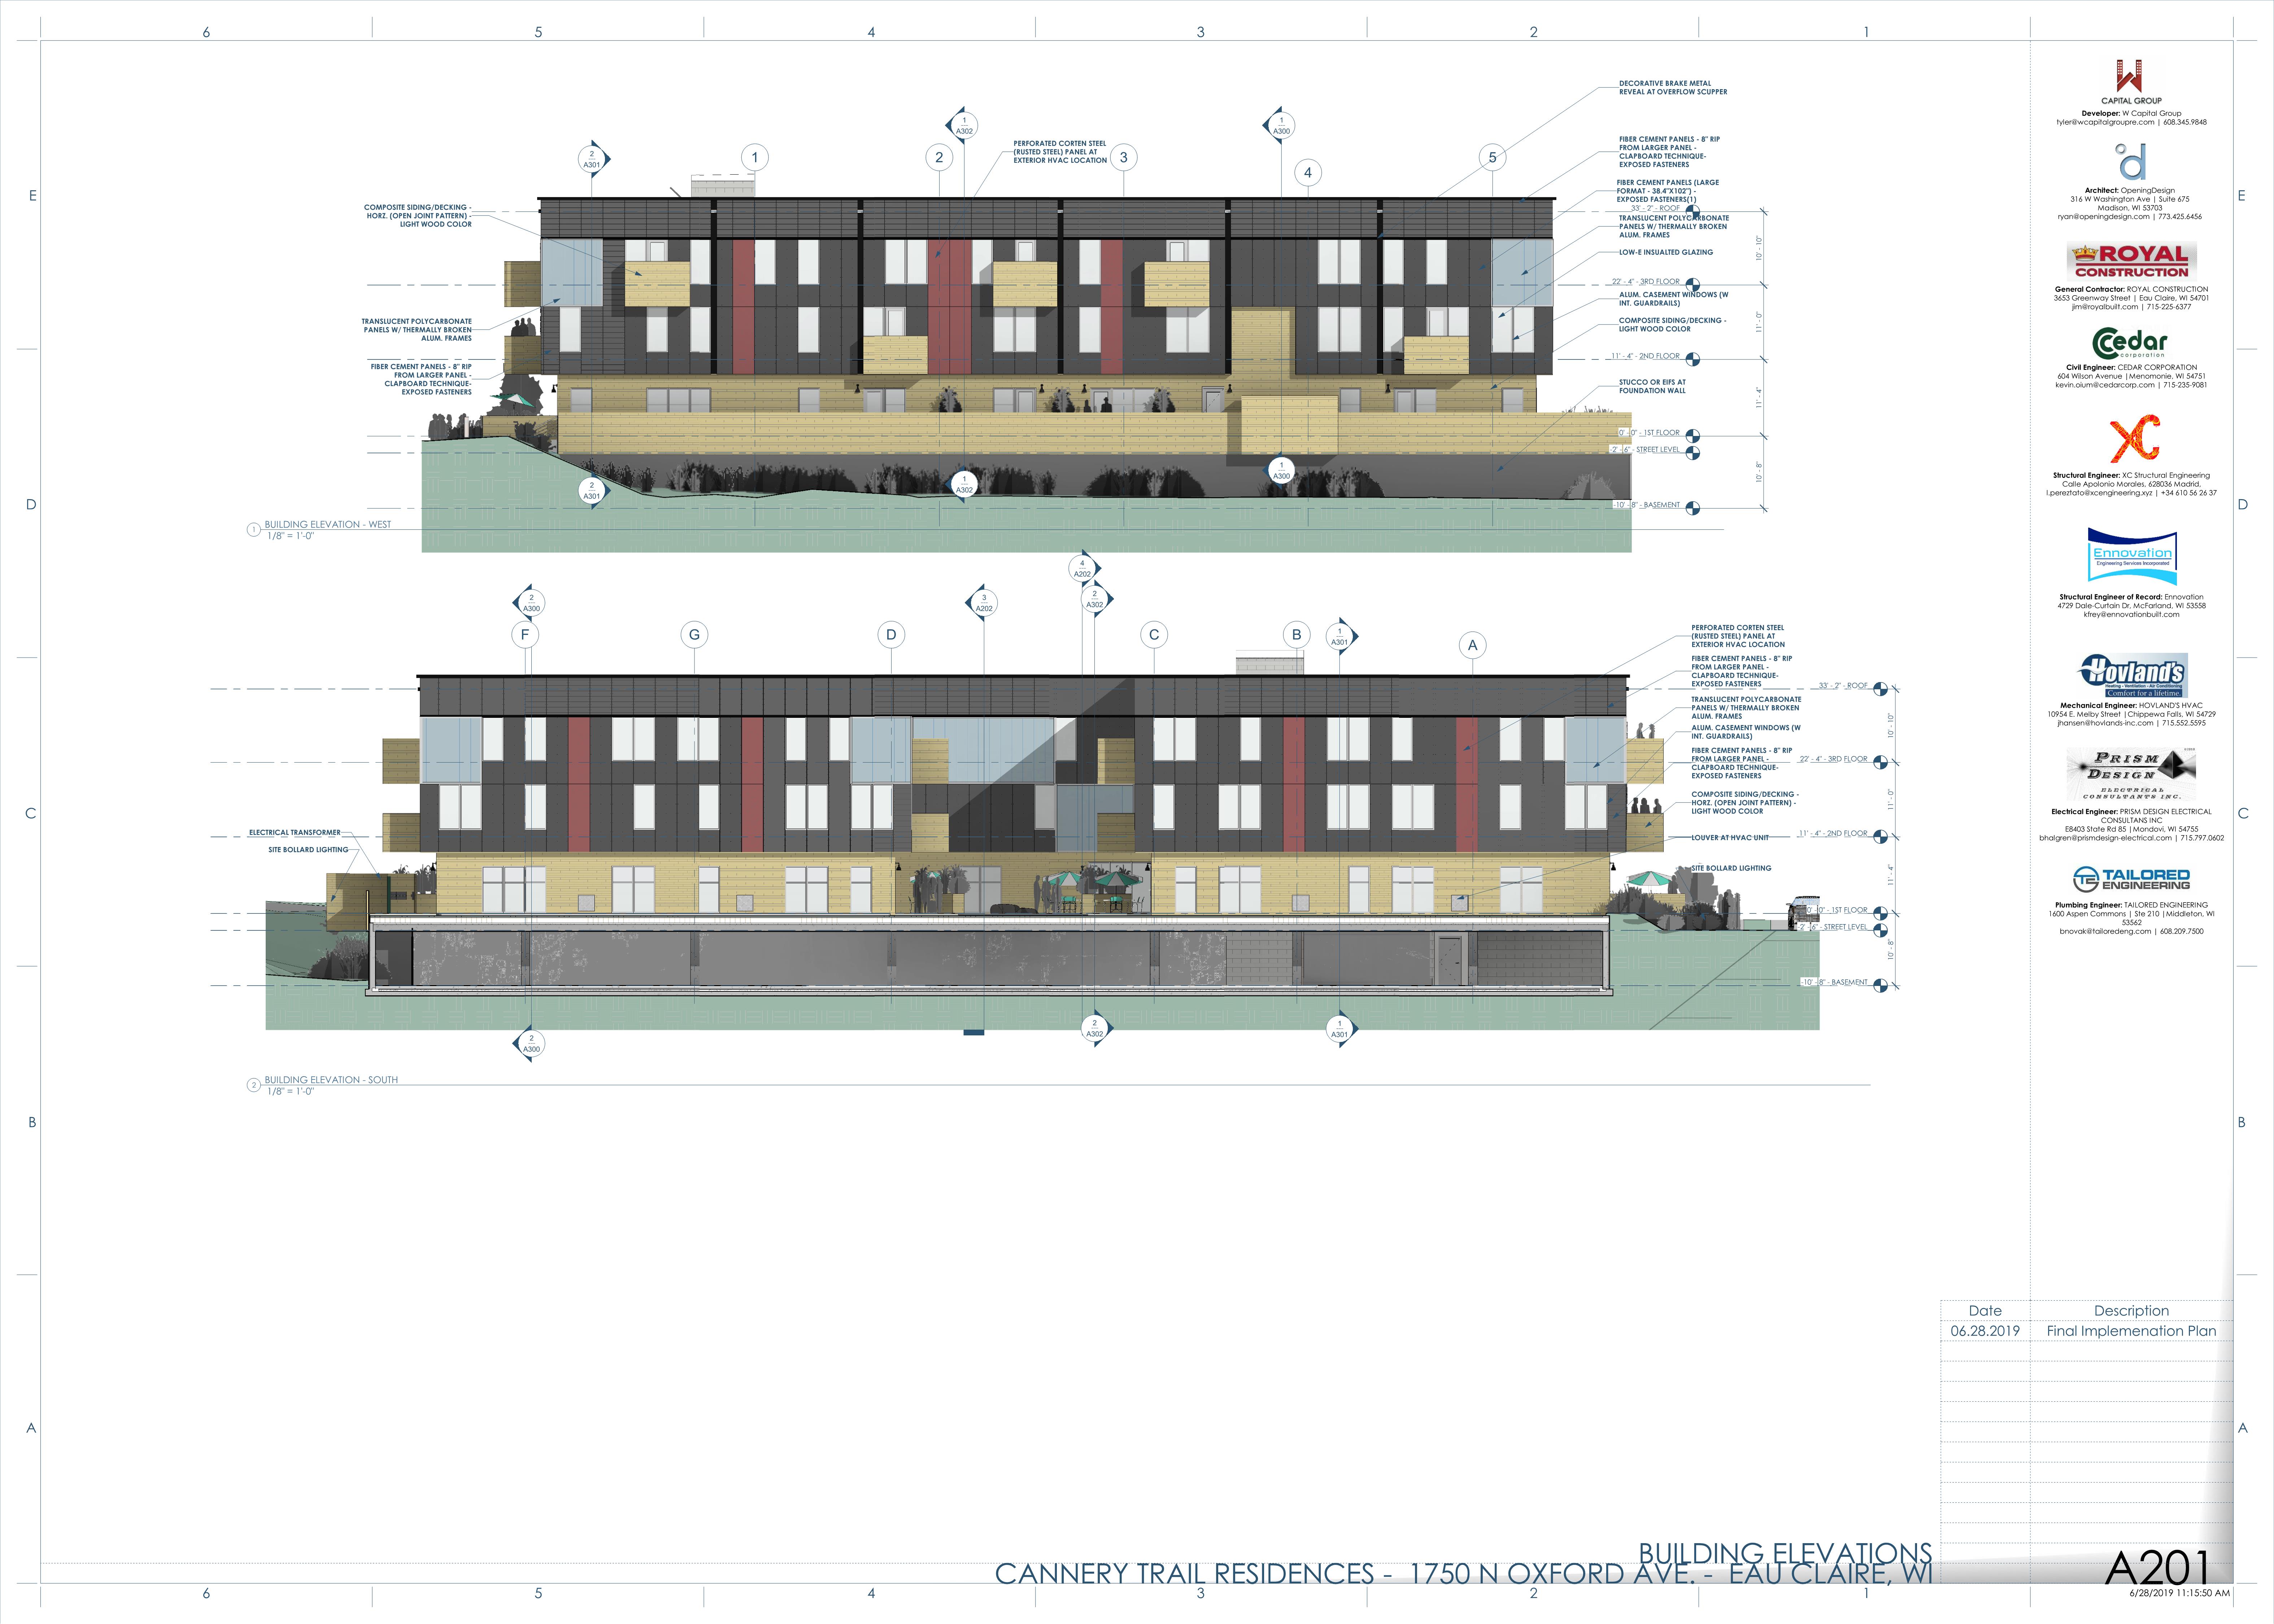 6 5 4 3 2 1
E
D
C
B
A
DECORATIVE BRAKE METAL
REVEAL AT OVERFLOW SCUPPER
1
A302
1
A300
2
A301
1
2
3
4
5
PERFORATED CORTEN STEEL
(RUSTED STEEL) PANEL AT
EXTERIOR HVAC LOCATION
FIBER CEMENT PANELS - 8" RIP
FROM LARGER PANEL -
CLAPBOARD TECHNIQUE-
EXPOSED FASTENERS
FIBER CEMENT PANELS (LARGE
FORMAT - 38.4"X102") -
EXPOSED FASTENERS(1)
33' - 2" - ROOF
TRANSLUCENT POLYCARBONATE
PANELS W/ THERMALLY BROKEN
ALUM. FRAMES
LOW-E INSUALTED GLAZING
22' - 4" - 3RD FLOOR
ALUM. CASEMENT WINDOWS (W
INT. GUARDRAILS)
COMPOSITE SIDING/DECKING -
LIGHT WOOD COLOR
11' - 4" - 2ND FLOOR
STUCCO OR EIFS AT
FOUNDATION WALL
0' - 0" - 1ST FLOOR
-2' - 6" - STREET LEVEL
-10' - 8" - BASEMENT
10' - 10"
11' - 0"
11' - 4"
10' - 8"
COMPOSITE SIDING/DECKING -
HORZ. (OPEN JOINT PATTERN) -
LIGHT WOOD COLOR
TRANSLUCENT POLYCARBONATE
PANELS W/ THERMALLY BROKEN
ALUM. FRAMES
FIBER CEMENT PANELS - 8" RIP
FROM LARGER PANEL -
CLAPBOARD TECHNIQUE-
EXPOSED FASTENERS
2
A301
1
A302
1
A300
1 BUILDING ELEVATION - WEST
1/8" = 1'-0"
4
A202
2
A300
3
A202
2
A302
1
A301
F
G
D
C
B
A
PERFORATED CORTEN STEEL
(RUSTED STEEL) PANEL AT
EXTERIOR HVAC LOCATION
FIBER CEMENT PANELS - 8" RIP
FROM LARGER PANEL -
CLAPBOARD TECHNIQUE-
EXPOSED FASTENERS
33' - 2" - ROOF
TRANSLUCENT POLYCARBONATE
PANELS W/ THERMALLY BROKEN
ALUM. FRAMES
ALUM. CASEMENT WINDOWS (W
INT. GUARDRAILS)
FIBER CEMENT PANELS - 8" RIP
FROM LARGER PANEL -
CLAPBOARD TECHNIQUE-
EXPOSED FASTENERS
22' - 4" - 3RD FLOOR
COMPOSITE SIDING/DECKING -
HORZ. (OPEN JOINT PATTERN) -
LIGHT WOOD COLOR
LOUVER AT HVAC UNIT
11' - 4" - 2ND FLOOR
SITE BOLLARD LIGHTING
0' - 0" - 1ST FLOOR
-2' - 6" - STREET LEVEL
-10' - 8" - BASEMENT
10' - 10"
11' - 0"
11' - 4"
10' - 8"
ELECTRICAL TRANSFORMER
SITE BOLLARD LIGHTING
2
A300
2
A302
1
A301
2 BUILDING ELEVATION - SOUTH
1/8" = 1'-0"
W
CAPITAL GROUP
Developer: W Capital Group
tyler@wcapitalgroupre.com | 608.345.9848
Architect: OpeningDesign
316 W Washington Ave | Suite 675
Madison, WI 53703
ryan@openingdesign.com | 773.425.6456
ROYAL
CONSTRUCTION
General Contractor: ROYAL CONSTRUCTION
3653 Greenway Street | Eau Claire, WI 54701
jim@royalbuilt.com | 715-225-6377
Cedar
corporation
Civil Engineer: CEDAR CORPORATION
604 Wilson Avenue |Menomonie, WI 54751
kevin.oium@cedarcorp.com | 715-235-9081
XC
Structural Engineer: XC Structural Engineering
Calle Apolonio Morales, 628036 Madrid,
l.pereztato@xcengineering.xyz | +34 610 56 26 37
Ennovation
Engineering Services Incorporated
Structural Engineer of Record: Ennovation
4729 Dale-Curtain Dr, McFarland, WI 53558
kfrey@ennovationbuilt.com
Hovland's
Heating - Ventilation - Air Conditioning
Comfort for a lifetime.
Mechanical Engineer: HOVLAND'S HVAC
10954 E. Melby Street |Chippewa Falls, WI 54729
jhansen@hovlands-inc.com | 715.552.5595
PRISM
DESIGN
ELECTRICAL
CONSULTANTS INC.
Electrical Engineer: PRISM DESIGN ELECTRICAL
CONSULTANS INC
E8403 State Rd 85 |Mondovi, WI 54755
bhalgren@prismdesign-electrical.com | 715.797.0602
TE TAILORED
ENGINEERING
Plumbing Engineer: TAILORED ENGINEERING
1600 Aspen Commons | Ste 210 |Middleton, WI
53562
bnovak@tailoredeng.com | 608.209.7500
Date Description
06.28.2019 Final Implemenation Plan
BUILDING ELEVATIONS
CANNERY TRAIL RESIDENCES - 1750 N OXFORD AVE. - EAU CLAIRE, WI
A201
6/28/2019 11:15:50 AM
E
D
C
B
A
6 5 4 3 2 1